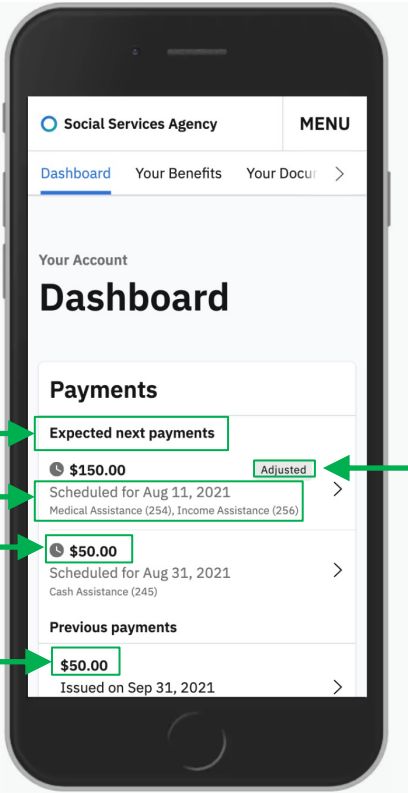 Social Services Agency
MENU
Dashboard Your Benefits Your Docu
Your Account
Dashboard
Payments
Expected next payments
$150.00 Adjusted
Scheduled for Aug 11, 2021
Medical Assistance (254), Income Assistance (256)
$50.00
Scheduled for Aug 31, 2021
Cash Assistance (245)
Previous payments
$50.00
Issued on Sep 31, 2021